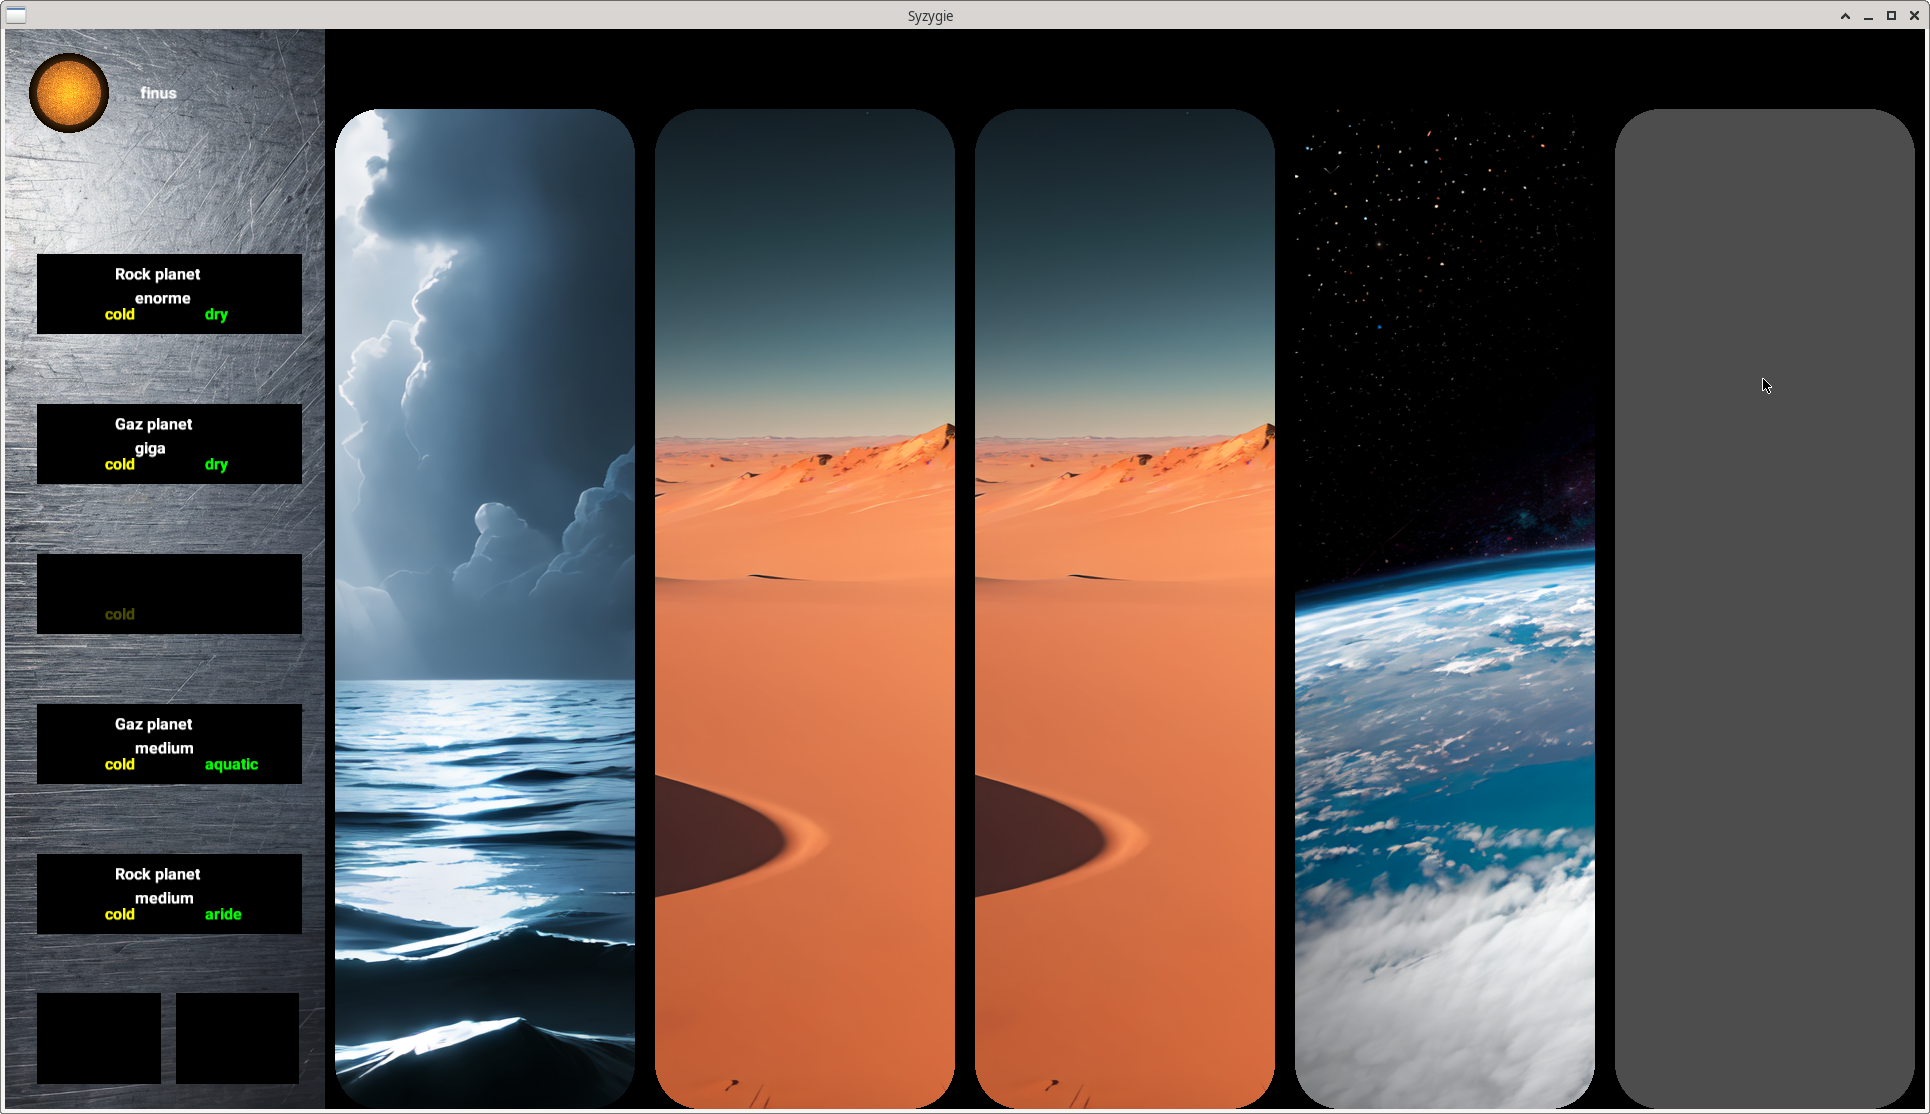 Syzygie
finus
Rock planet
enorme
cold dry
Gaz planet
giga
cold dry
cold
Gaz planet
medium
cold aquatic
Rock planet
medium
cold aride